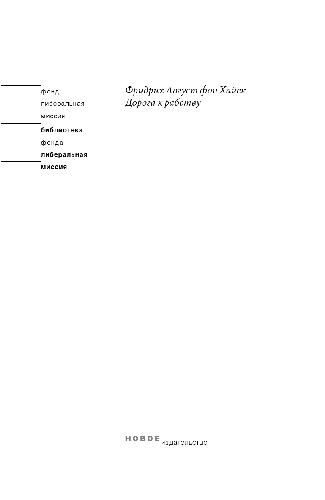 фонд
либеральная
миссия
библиотека
фонда
либеральная
миссия
Фридрих Август фон Хайек
Дорога к рабству
НОВОЕ
издательство